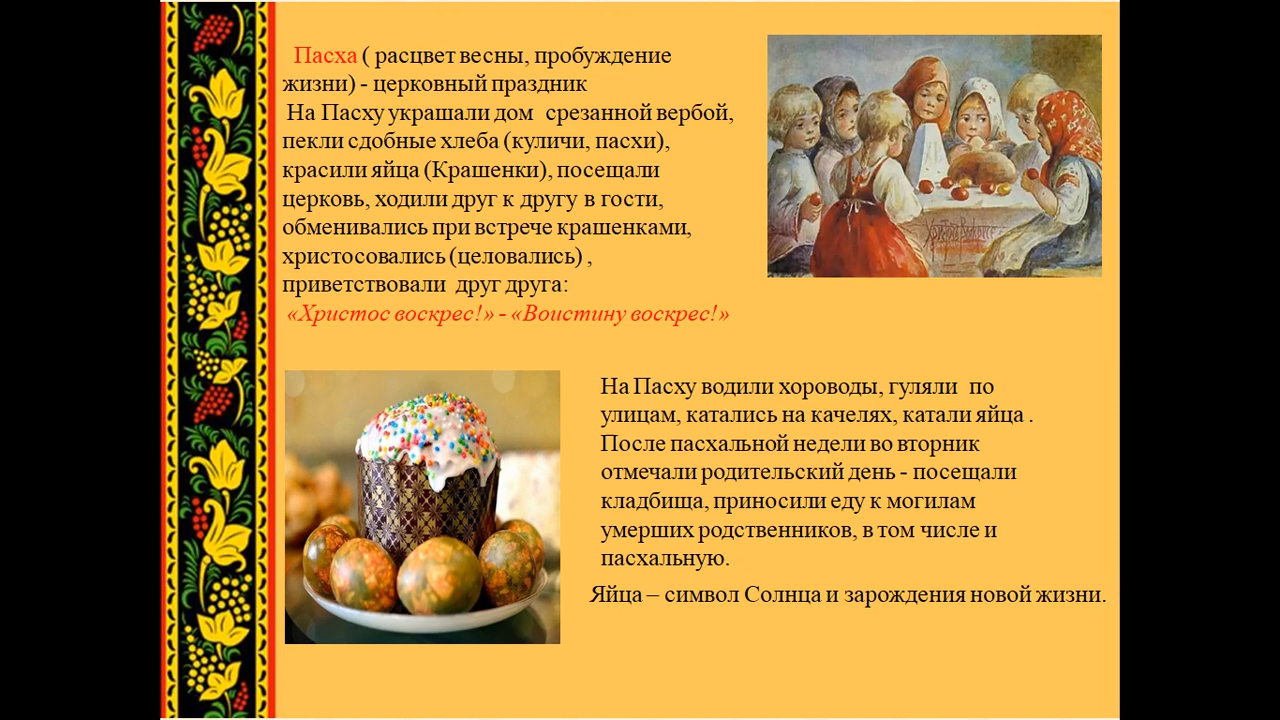 Пасха ( расцвет весны, пробуждение
жизни) - церковный праздник
На Пасху украшали дом срезанной вербой,
пекли сдобные хлеба (куличи, пасхи),
красили яйца (Крашенки), посещали
церковь, ходили друг к другу в гости,
обменивались при встрече крашенками,
христосовались (целовались) ,
приветствовали друг друга:
«Христос воскрес!» - «Воистину воскрес!»
На Пасху водили хороводы, гуляли по
улицам, катались на качелях, катали яйца .
После пасхальной недели во вторник
отмечали родительский день - посещали
кладбища, приносили еду к могилам
умерших родственников, в том числе и
пасхальную.
Яйца – символ Солнца и зарождения новой жизни.